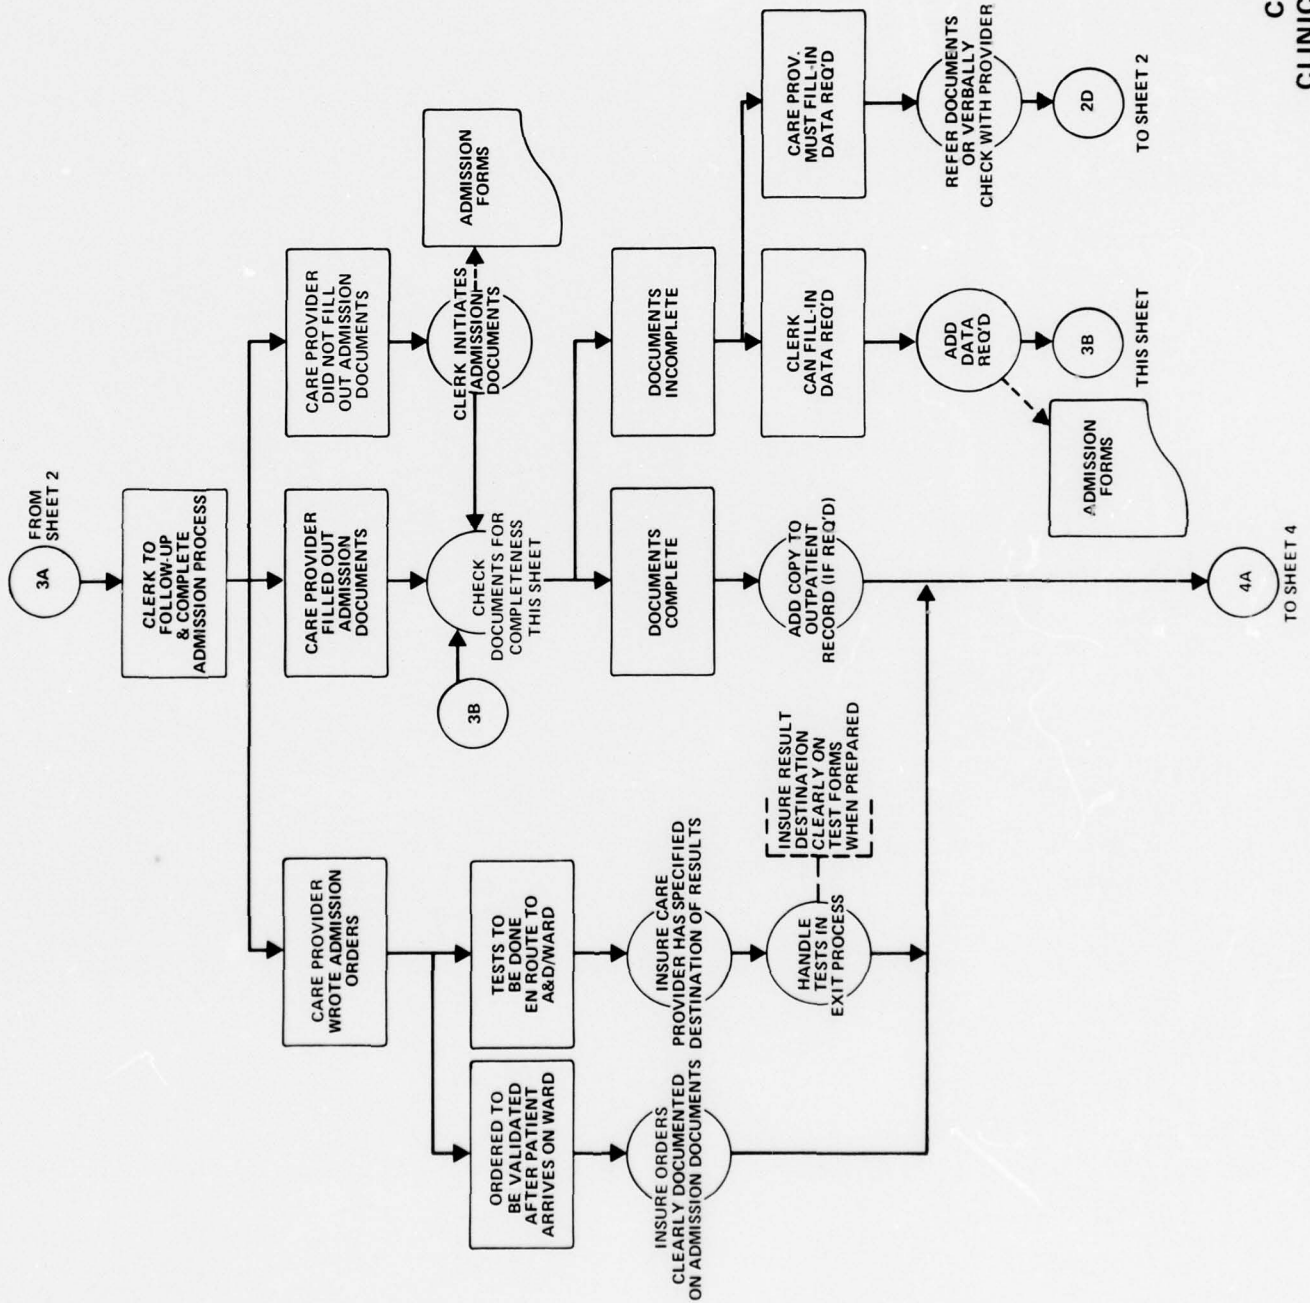 3A
FROM
SHEET 2
CLERK TO
FOLLOW-UP
& COMPLETE
ADMISSION PROCESS
CARE PROVIDER
WROTE ADMISSION
ORDERS
CARE PROVIDER
FILLED OUT
ADMISSION
DOCUMENTS
CARE PROVIDER
DID NOT FILL
OUT ADMISSION
DOCUMENTS
ORDERED TO
BE VALIDATED
AFTER PATIENT
ARRIVES ON WARD
TESTS TO
BE DONE
EN ROUTE TO
A&D/WARD
3B
CHECK
DOCUMENTS FOR
COMPLETENESS
THIS SHEET
CLERK INITIATES
ADMISSION
DOCUMENTS
ADMISSION
FORMS
INSURE ORDERS
CLEARLY DOCUMENTED
ON ADMISSION DOCUMENTS
INSURE CARE
PROVIDER HAS SPECIFIED
DESTINATION OF RESULTS
DOCUMENTS
COMPLETE
DOCUMENTS
INCOMPLETE
HANDLE
TESTS IN
EXIT PROCESS
INSURE RESULT
DESTINATION
CLEARLY ON
TEST FORMS
WHEN PREPARED
ADD COPY TO
OUTPATIENT
RECORD (IF REQ'D)
CLERK
CAN FILL-IN
DATA REQ'D
CARE PROV.
MUST FILL-IN
DATA REQ'D
ADD
DATA
REQ'D
REFER DOCUMENTS
OR VERBALLY
CHECK WITH PROVIDER
ADMISSION
FORMS
3B
THIS SHEET
2D
TO SHEET 2
4A
TO SHEET 4